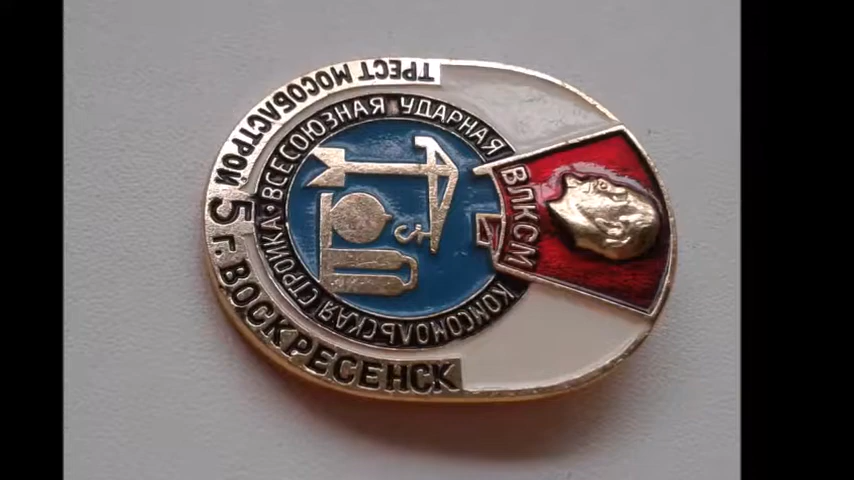 ВЛКСМ
ВСЕСОЮЗНАЯ УДАРНАЯ
КОМСОМОЛЬСКАЯ СТРОЙКА
ТРЕСТ МОСОБЛСТРОЙ 5
г. ВОСКРЕСЕНСК